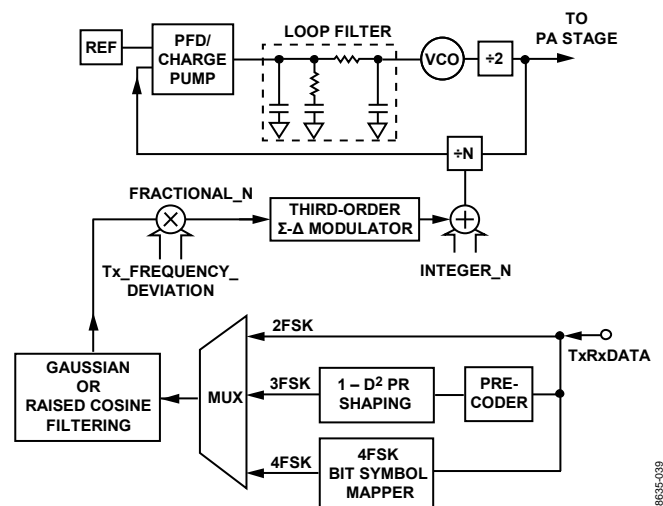 LOOP FILTER
TO
PA STAGE
REF
PFD/
CHARGE
PUMP
VCO
÷2
÷N
FRACTIONAL_N
THIRD-ORDER
Σ-Δ MODULATOR
Tx_FREQUENCY_
DEVIATION
INTEGER_N
2FSK
TxRxDATA
GAUSSIAN
OR
RAISED COSINE
FILTERING
MUX
3FSK
1 – D² PR
SHAPING
PRE-
CODER
4FSK
4FSK
BIT SYMBOL
MAPPER
8635-039